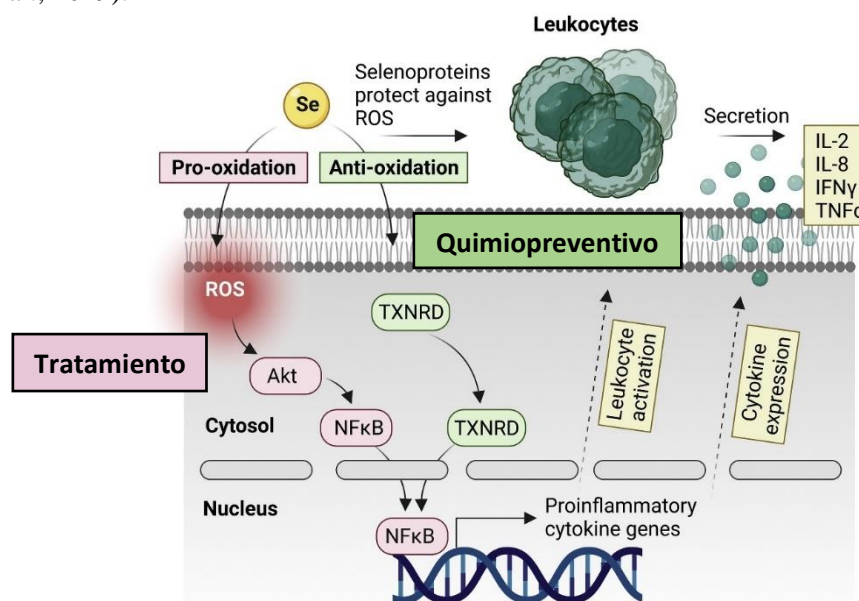 Leukocytes
Selenoproteins
protect against
ROS
Se
Secretion
IL-2
IL-8
IFNγ
Pro-oxidation
Anti-oxidation
Quimiopreventivo
ROS
TXNRD
Tratamiento
Akt
Leukocyte
activation
Cytokine
expression
Cytosol
NFκB
TXNRD
Nucleus
Proinflammatory
cytokine genes
NFκB